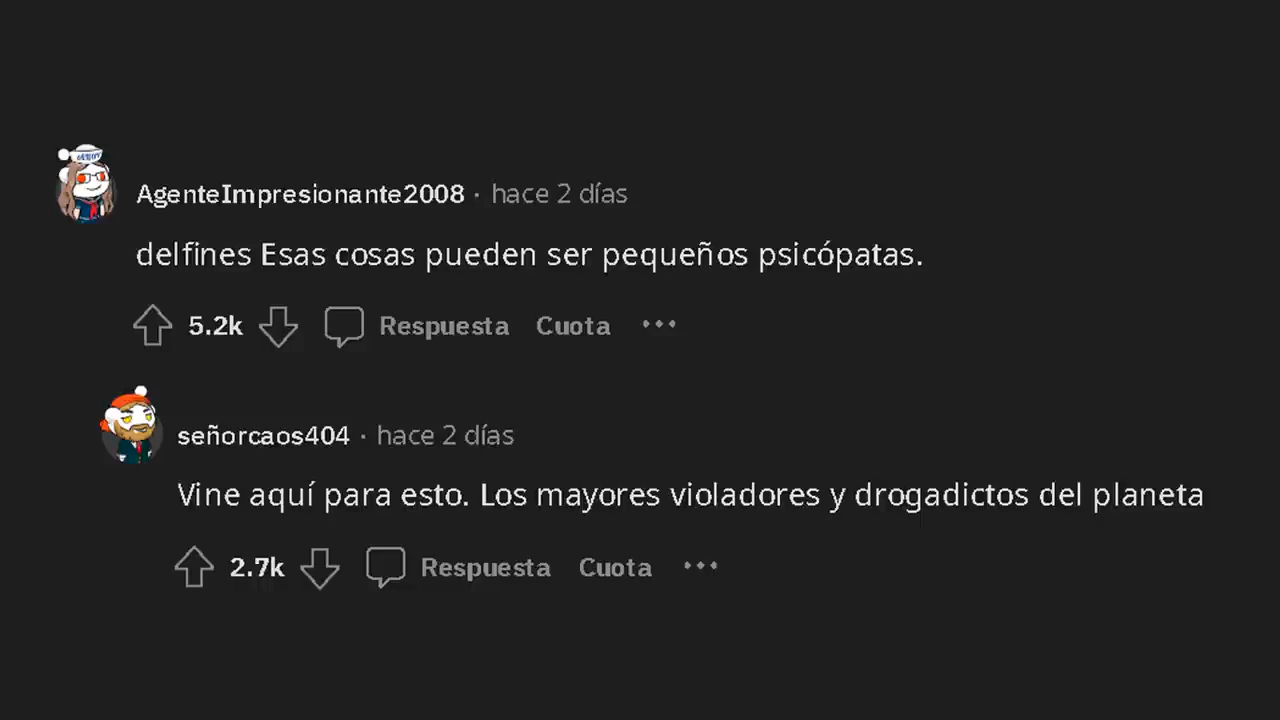 AgenteImpresionante2008 · hace 2 días
delfines Esas cosas pueden ser pequeños psicópatas.
5.2k Respuesta Cuota ···
señorcaos404 · hace 2 días
Vine aquí para esto. Los mayores violadores y drogadictos del planeta
2.7k Respuesta Cuota ···